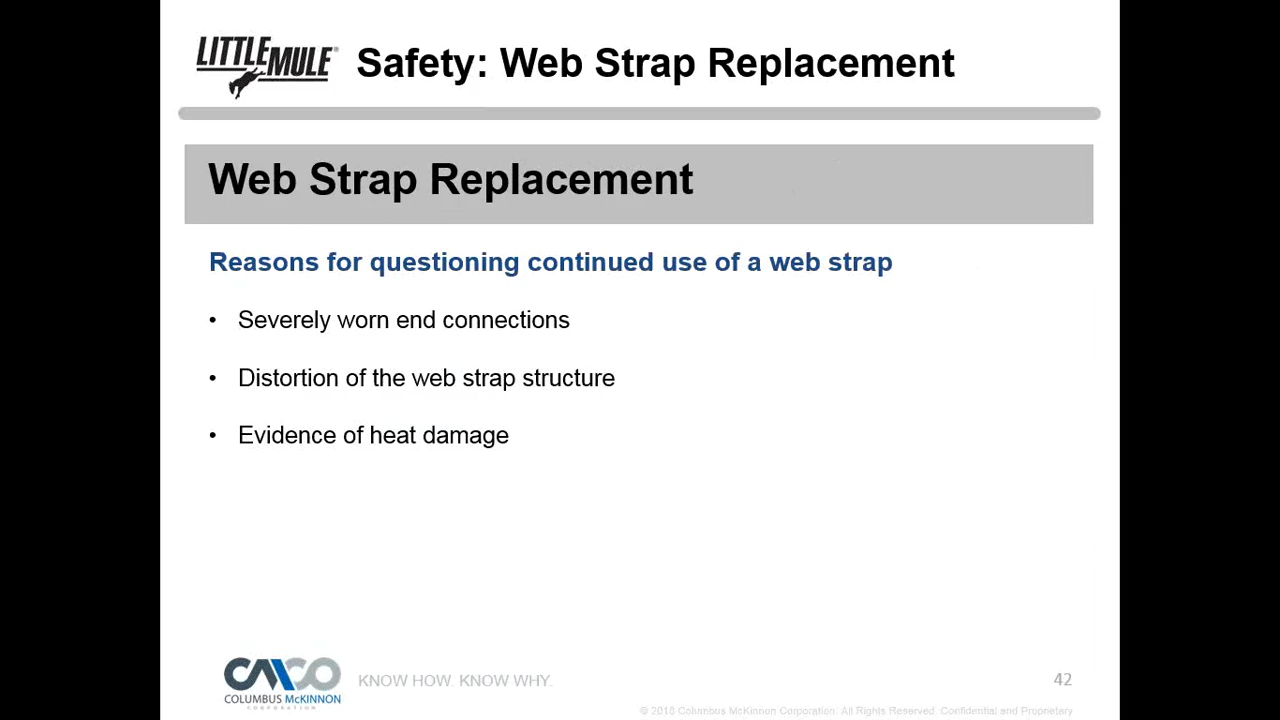 LITTLE MULE® Safety: Web Strap Replacement
Web Strap Replacement
Reasons for questioning continued use of a web strap
• Severely worn end connections
• Distortion of the web strap structure
• Evidence of heat damage
CMCO
COLUMBUS McKINNON
CORPORATION
KNOW HOW. KNOW WHY.
42
© 2018 Columbus McKinnon Corporation. All Rights Reserved. Confidential and Proprietary